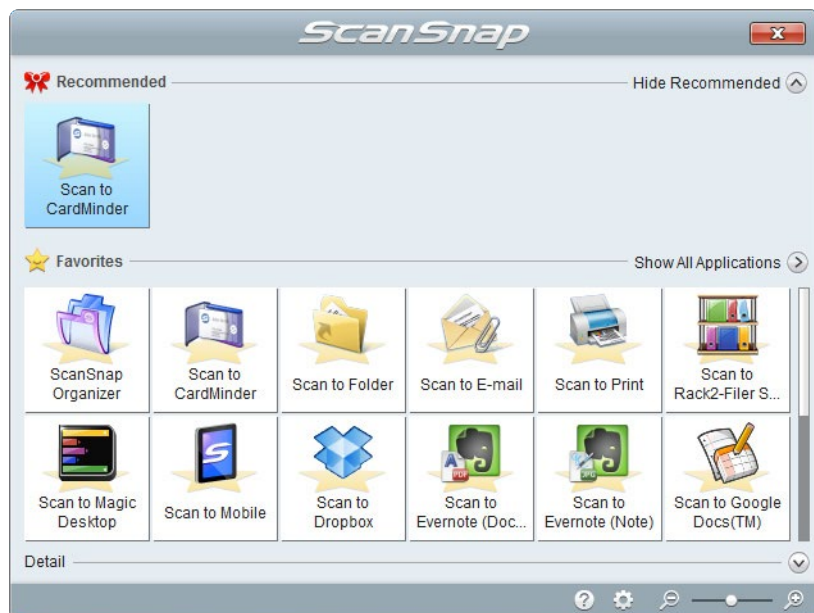 ScanSnap
Recommended
Hide Recommended
Scan to
CardMinder
Favorites
Show All Applications
ScanSnap
Organizer
Scan to
CardMinder
Scan to Folder
Scan to E-mail
Scan to Print
Scan to
Rack2-Filer S...
Scan to Magic
Desktop
Scan to Mobile
Scan to
Dropbox
PDF
Scan to
Evernote (Doc...
JPG
Scan to
Evernote (Note)
Scan to Google
Docs(TM)
Detail